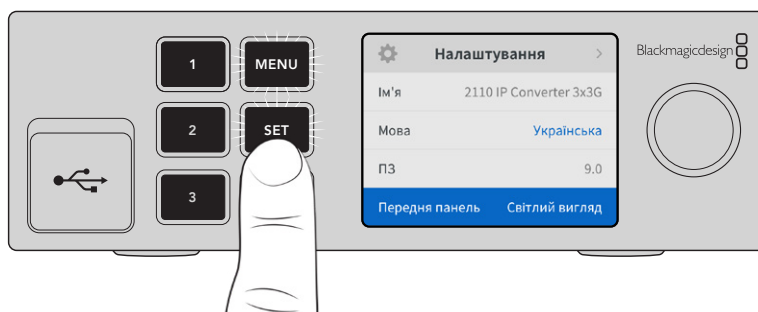 1
MENU
2
SET
3
Налаштування
Ім'я 2110 IP Converter 3x3G
Мова Українська
ПЗ 9.0
Передня панель Світлий вигляд
Blackmagicdesign